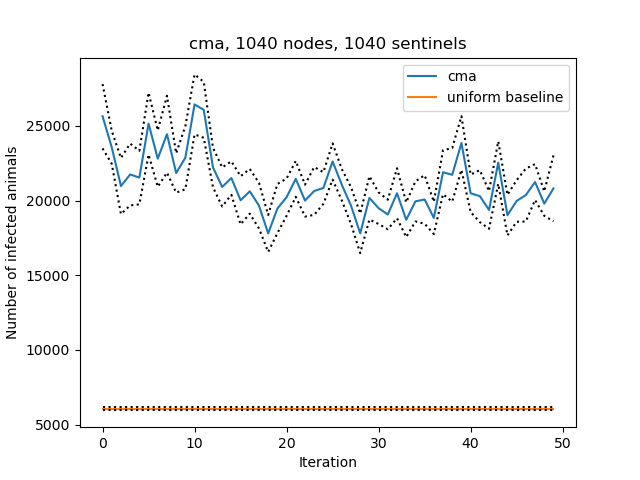 cma, 1040 nodes, 1040 sentinels
cma
uniform baseline
Number of infected animals
25000
20000
15000
10000
5000
0 10 20 30 40 50
Iteration